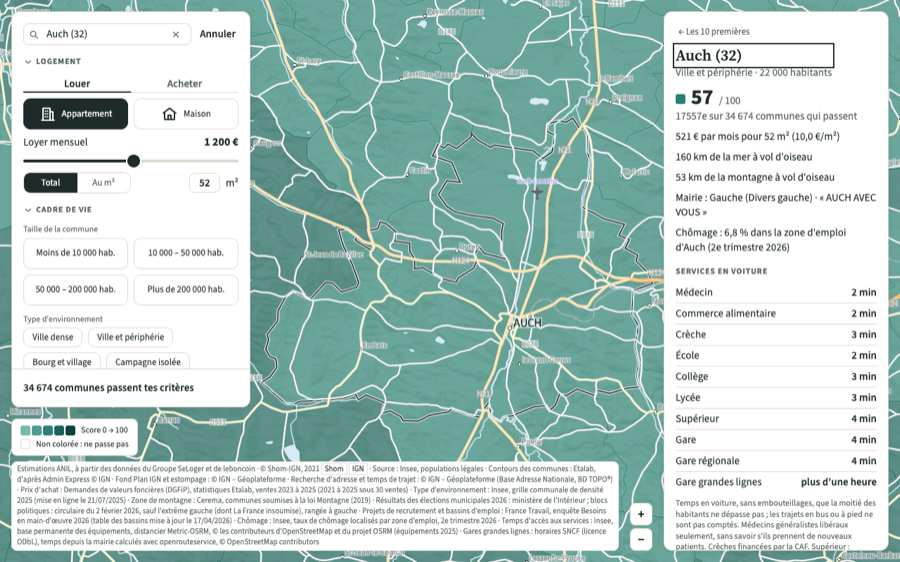 Auch (32)
Annuler
LOGEMENT
Louer
Acheter
Appartement
Maison
Loyer mensuel
1 200 €
Total
Au m²
52 m²
CADRE DE VIE
Taille de la commune
Moins de 10 000 hab.
10 000 – 50 000 hab.
50 000 – 200 000 hab.
Plus de 200 000 hab.
Type d'environnement
Ville dense
Ville et périphérie
Bourg et village
Campagne isolée
34 674 communes passent tes critères
Score 0 → 100
Non colorée : ne passe pas
Estimations ANIL, à partir des données du Groupe SeLoger et de leboncoin · © Shom-IGN, 2021 Shom IGN · Source : Insee, populations légales · Contours des communes : Etalab,
d'après Admin Express © IGN · Fond Plan IGN et estompage : © IGN – Géoplateforme · Recherche d'adresse et temps de trajet : © IGN – Géoplateforme (Base Adresse Nationale, BD TOPO®)
· Prix d'achat : Demandes de valeurs foncières (DGFiP), statistiques Etalab, ventes 2023 à 2025 (2021 à 2025 sous 30 ventes) · Type d'environnement : Insee, grille communale de densité
2025 (mise en ligne le 21/07/2025) · Zone de montagne : Cerema, communes soumises à la loi Montagne (2019) · Résultats des élections municipales 2026 : ministère de l'Intérieur ; blocs
politiques : circulaire du 2 février 2026, sauf l'extrême gauche (dont La France insoumise), rangée à gauche · Projets de recrutement et bassins d'emploi : France Travail, enquête Besoins
en main-d'œuvre 2026 (table des bassins mise à jour le 17/04/2026) · Chômage : Insee, taux de chômage localisés par zone d'emploi, 2e trimestre 2026 · Temps d'accès aux services : Insee,
base permanente des équipements, distancier Metric-OSRM, © les contributeurs d'OpenStreetMap et du projet OSRM (équipements 2025) · Gares grandes lignes : horaires SNCF (licence
ODbL), temps depuis la mairie calculés avec openrouteservice, © OpenStreetMap contributors
AUCH
N21
N124
N21
+
−
← Les 10 premières
Auch (32)
Ville et périphérie · 22 000 habitants
57 / 100
17557e sur 34 674 communes qui passent
521 € par mois pour 52 m² (10,0 €/m²)
160 km de la mer à vol d'oiseau
53 km de la montagne à vol d'oiseau
Mairie : Gauche (Divers gauche) · « AUCH AVEC
VOUS »
Chômage : 6,8 % dans la zone d'emploi
d'Auch (2e trimestre 2026)
SERVICES EN VOITURE
Médecin 2 min
Commerce alimentaire 2 min
Crèche 3 min
École 2 min
Collège 3 min
Lycée 3 min
Supérieur 4 min
Gare 4 min
Gare régionale 4 min
Gare grandes lignes plus d'une heure
Temps en voiture, sans embouteillages, que la moitié des
habitants ne dépasse pas ; les trajets en bus ou à pied ne
sont pas comptés. Médecins généralistes libéraux
seulement, sans savoir s'ils prennent de nouveaux
patients. Crèches financées par la CAF. Supérieur :